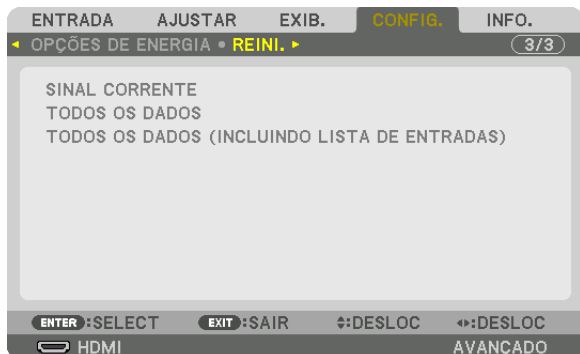 ENTRADA AJUSTAR EXIB. CONFIG. INFO.
OPÇÕES DE ENERGIA • REINI. 3/3
SINAL CORRENTE
TODOS OS DADOS
TODOS OS DADOS (INCLUINDO LISTA DE ENTRADAS)
ENTER :SELECT EXIT :SAIR :DESLOC :DESLOC
HDMI AVANCADO